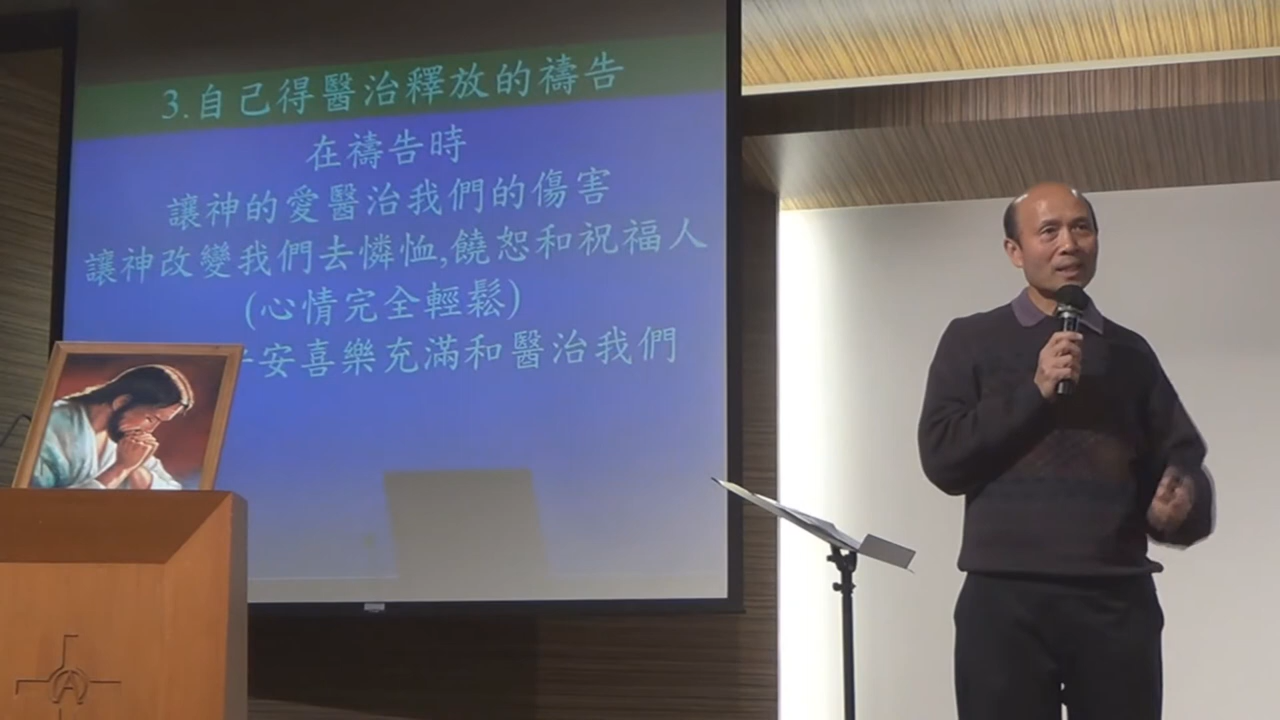 3.自己得醫治釋放的禱告
在禱告時
讓神的愛醫治我們的傷害
讓神改變我們去憐恤,饒恕和祝福人
(心情完全輕鬆)
安喜樂充滿和醫治我們